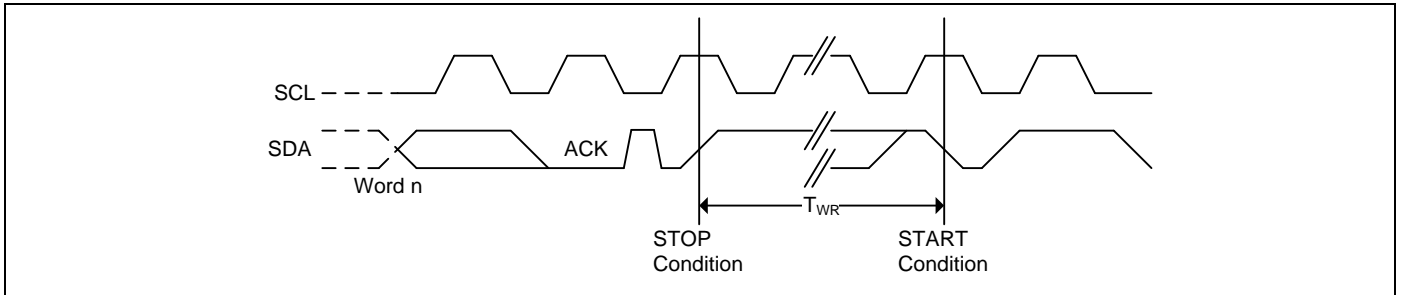 SCL
SDA
ACK
Word n
TWR
STOP
Condition
START
Condition